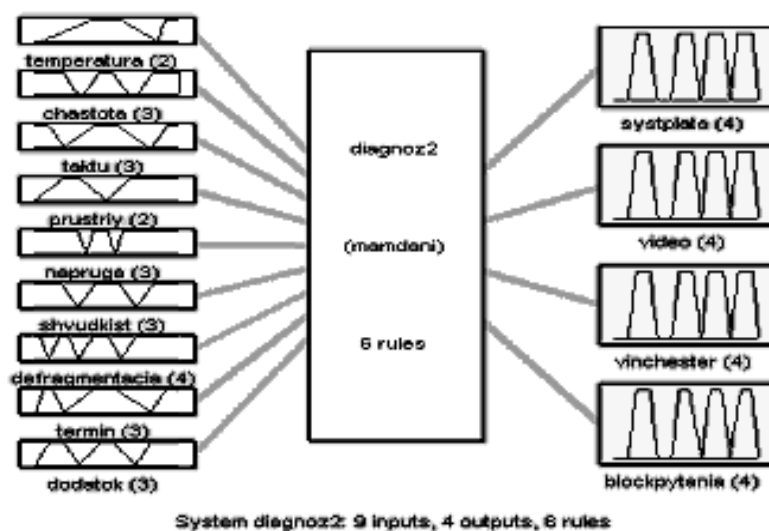 temperatura (2)
chastota (3)
taktu (3)
prustriy (2)
napruga (3)
shvudkist (3)
defragmentacia (4)
termin (3)
dodatok (3)
diagnoz2
(mamdani)
6 rules
systplata (4)
video (4)
vinchester (4)
blockpytania (4)
System diagnoz2: 9 inputs, 4 outputs, 6 rules